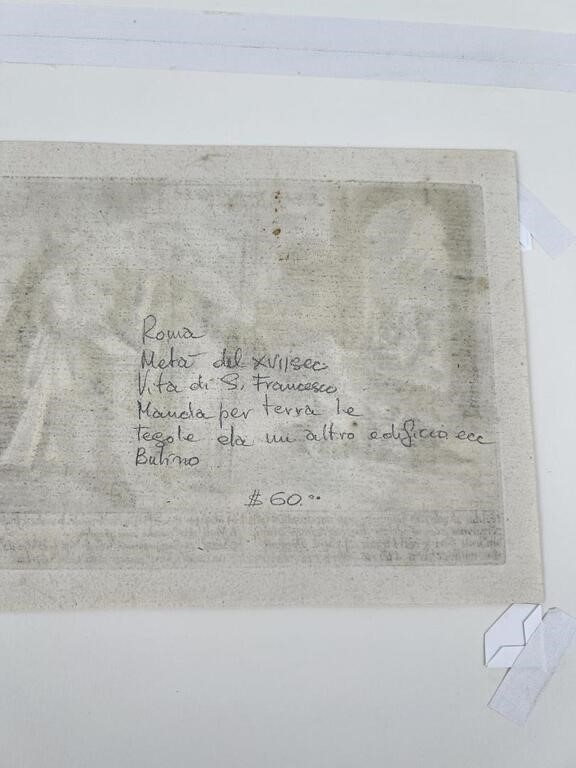 Roma
Metà del XVII sec
Vita di S. Francesco
Manda per terra le
tegole da un altro edificio ecc
Bulino
$ 60.00